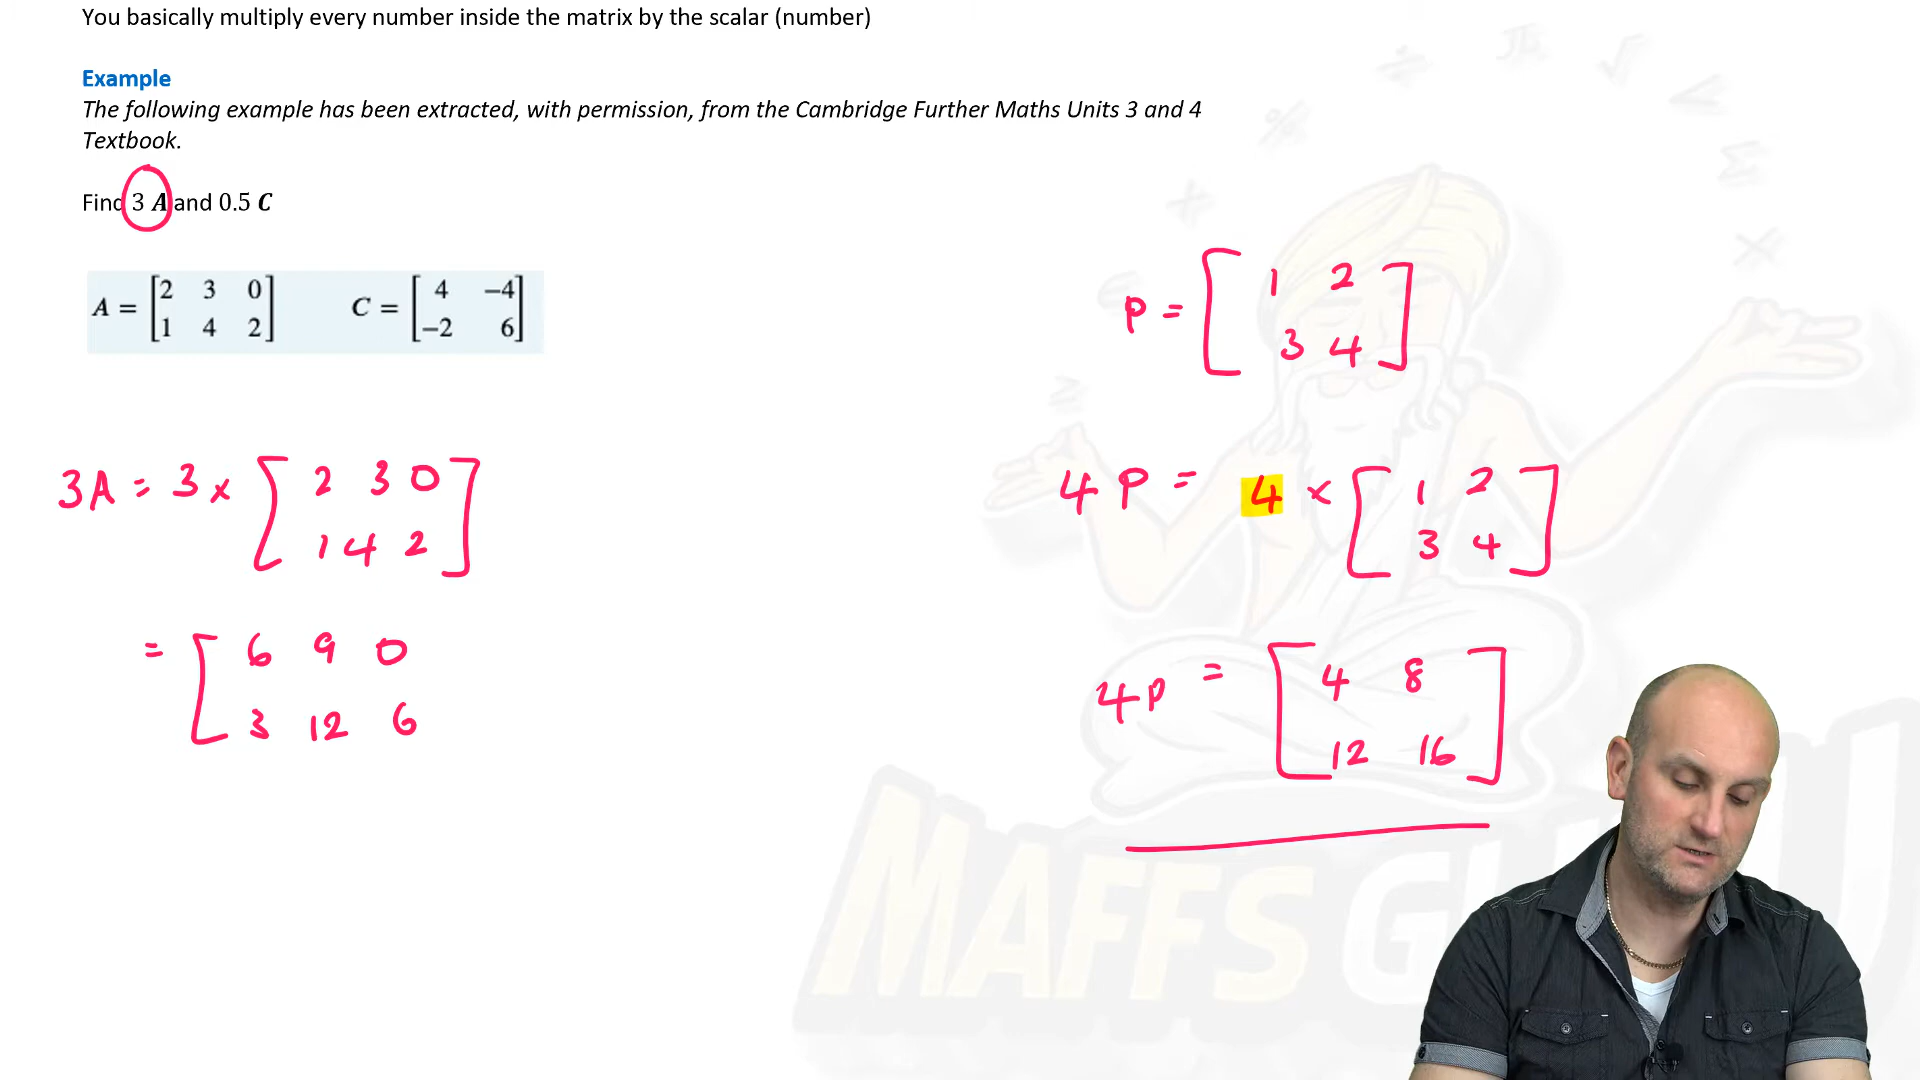 You basically multiply every number inside the matrix by the scalar (number)
Example
The following example has been extracted, with permission, from the Cambridge Further Maths Units 3 and 4
Textbook.
Find 3 A and 0.5 C
A = [2 3 0
1 4 2]
C = [4 −4
−2 6]
3A = 3 × [2 3 0
1 4 2]
= [6 9 0
3 12 6
P = [1 2
3 4]
4 P = 4 × [1 2
3 4]
4P = [4 8
12 16]
MAFFS GU